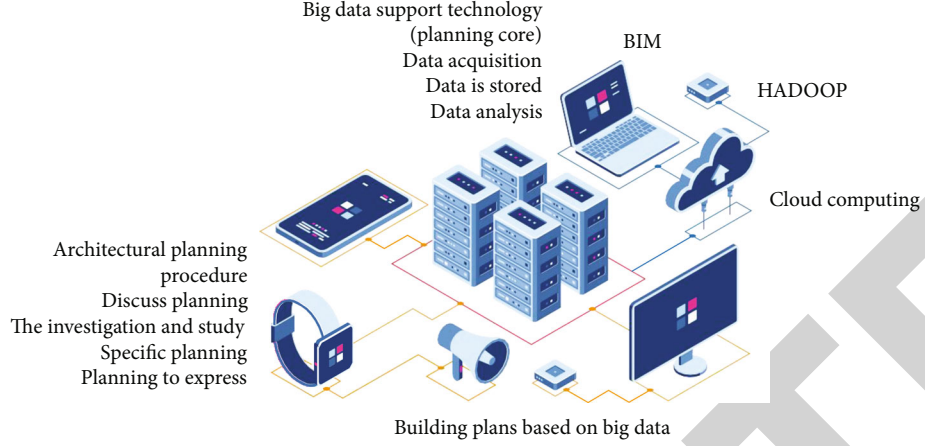 Big data support technology
(planning core)
Data acquisition
Data is stored
Data analysis
BIM
HADOOP
Cloud computing
Architectural planning
procedure
Discuss planning
The investigation and study
Specific planning
Planning to express
Building plans based on big data